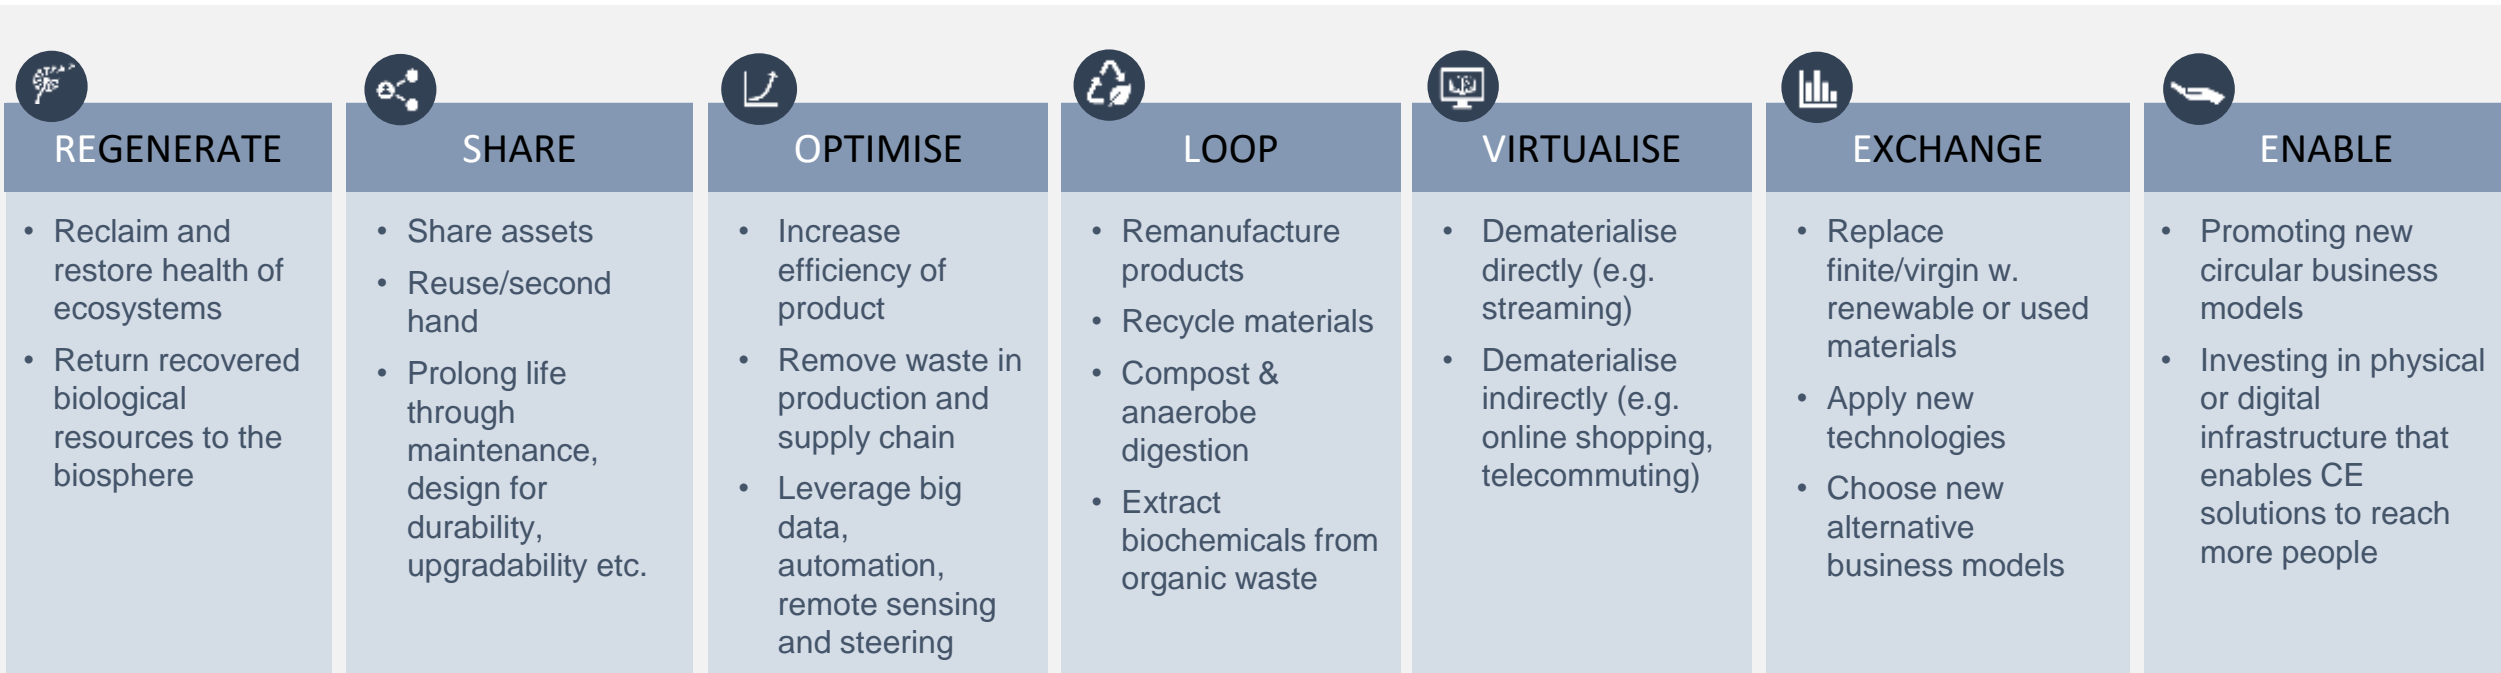 REGENERATE
• Reclaim and
restore health of
ecosystems
• Return recovered
biological
resources to the
biosphere
SHARE
• Share assets
• Reuse/second
hand
• Prolong life
through
maintenance,
design for
durability,
upgradability etc.
OPTIMISE
• Increase
efficiency of
product
• Remove waste in
production and
supply chain
• Leverage big
data,
automation,
remote sensing
and steering
LOOP
• Remanufacture
products
• Recycle materials
• Compost &
anaerobe
digestion
• Extract
biochemicals from
organic waste
VIRTUALISE
• Dematerialise
directly (e.g.
streaming)
• Dematerialise
indirectly (e.g.
online shopping,
telecommuting)
EXCHANGE
• Replace
finite/virgin w.
renewable or used
materials
• Apply new
technologies
• Choose new
alternative
business models
ENABLE
• Promoting new
circular business
models
• Investing in physical
or digital
infrastructure that
enables CE
solutions to reach
more people